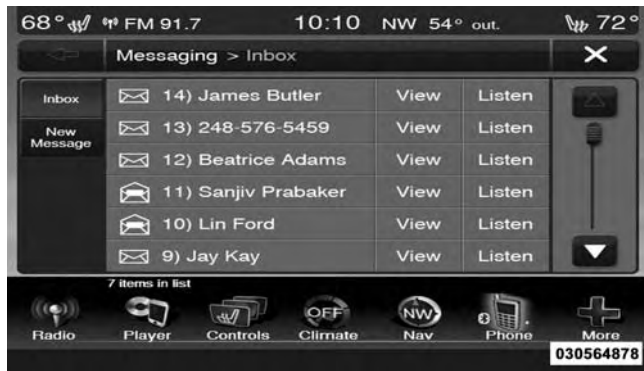 68° FM 91.7 10:10 NW 54° out. 72°
Messaging > Inbox
Inbox
New
Message
14) James Butler View Listen
13) 248-576-5459 View Listen
12) Beatrice Adams View Listen
11) Sanjiv Prabaker View Listen
10) Lin Ford View Listen
9) Jay Kay View Listen
7 items in list
OFF NW
Radio Player Controls Climate Nav Phone More
030564878